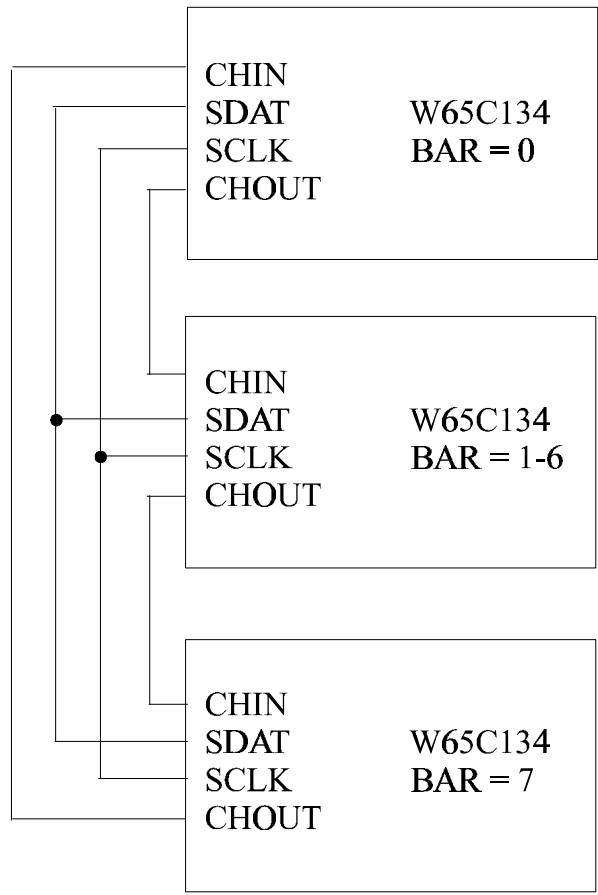 CHIN
SDAT W65C134
SCLK BAR = 0
CHOUT
CHIN
SDAT W65C134
SCLK BAR = 1-6
CHOUT
CHIN
SDAT W65C134
SCLK BAR = 7
CHOUT